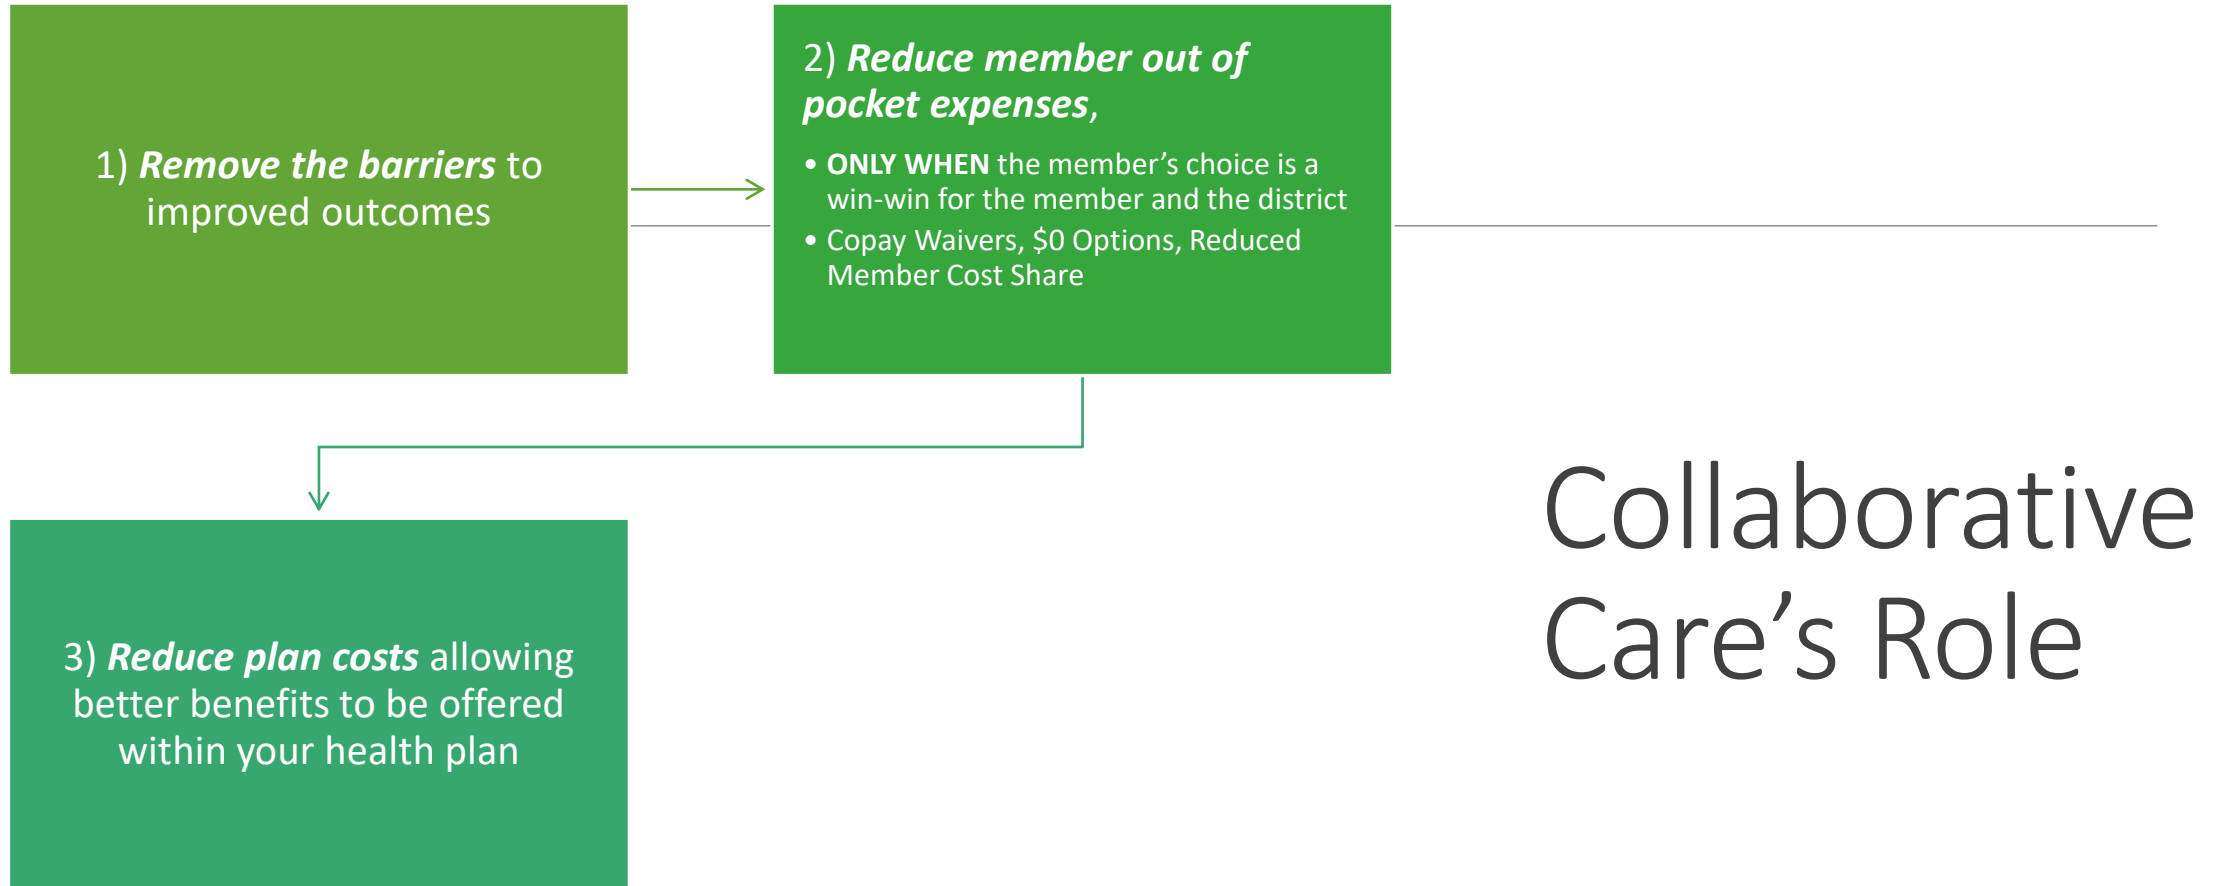 1) Remove the barriers to
improved outcomes
2) Reduce member out of
pocket expenses,
• ONLY WHEN the member’s choice is a
win-win for the member and the district
• Copay Waivers, $0 Options, Reduced
Member Cost Share
3) Reduce plan costs allowing
better benefits to be offered
within your health plan
Collaborative
Care’s Role